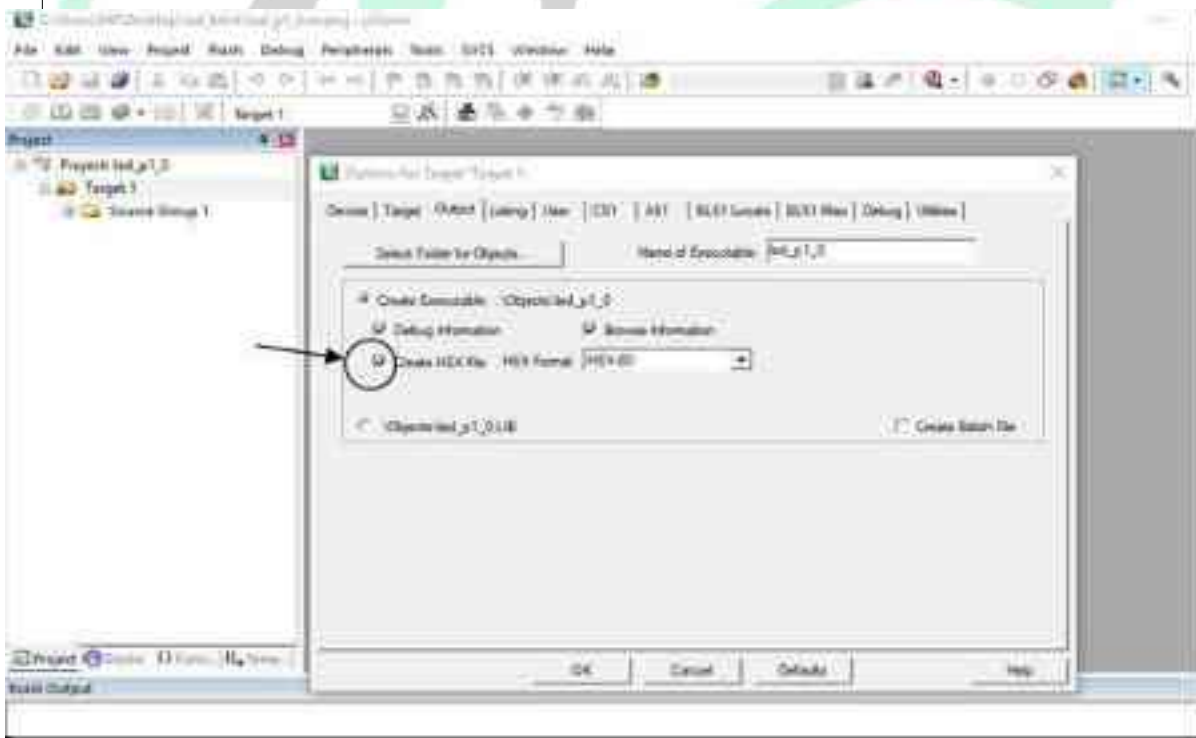 File Edit View Project Flash Debug Peripherals Tools SVCS Window Help
Target 1
Project
Project: led_p1_0
Target 1
Source Group 1
Options for Target 'Target 1'
Device Target Output Listing User C51 A51 BL51 Locate BL51 Misc Debug Utilities
Select Folder for Objects... Name of Executable: led_p1_0
Create Executable: .\Objects\led_p1_0
Debug Information Browse Information
Create HEX File HEX Format: HEX-80
.\Objects\led_p1_0.LIB Create Batch File
Project
OK Cancel Defaults Help
Build Output